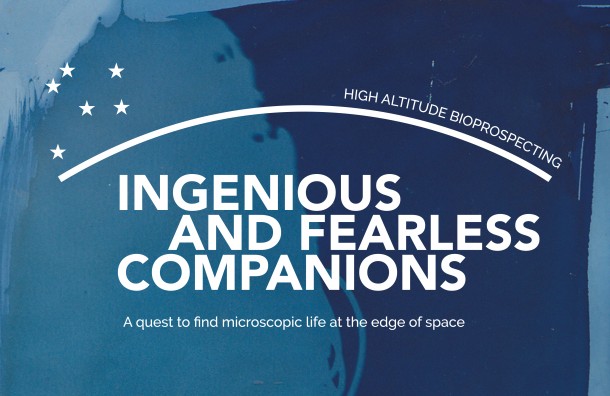 HIGH ALTITUDE BIOPROSPECTING
INGENIOUS
AND FEARLESS
COMPANIONS
A quest to find microscopic life at the edge of space